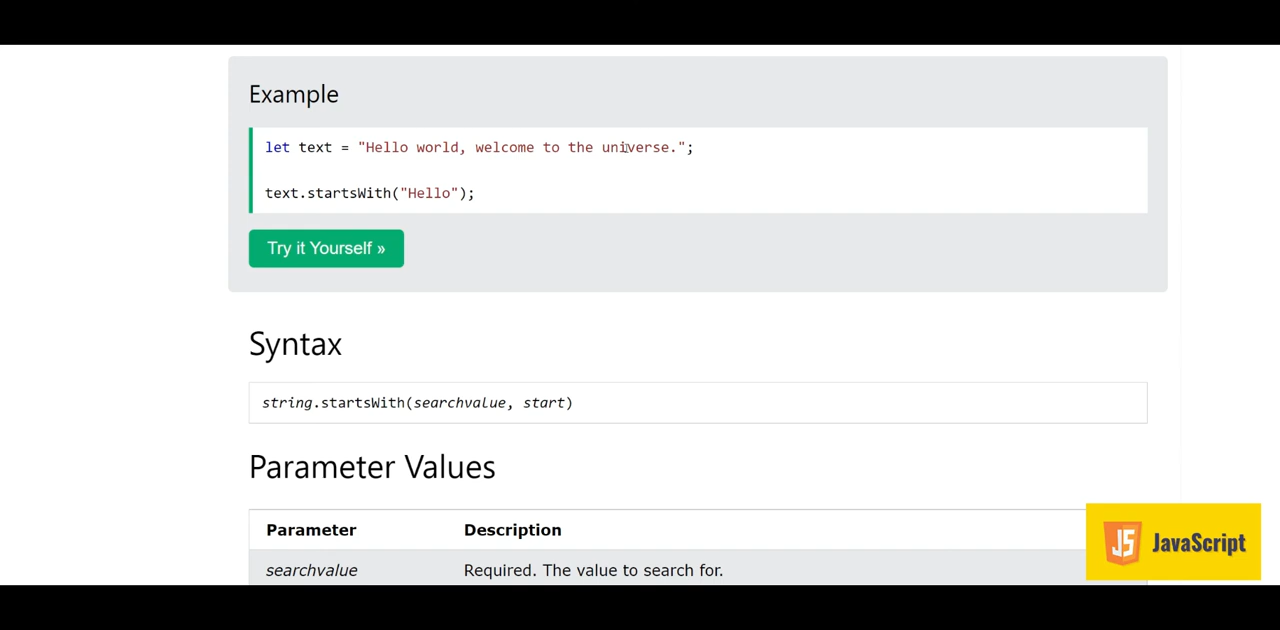 Example
let text = "Hello world, welcome to the universe.";
text.startsWith("Hello");
Try it Yourself »
Syntax
string.startsWith(searchvalue, start)
Parameter Values
Parameter Description
searchvalue Required. The value to search for.
JS JavaScript